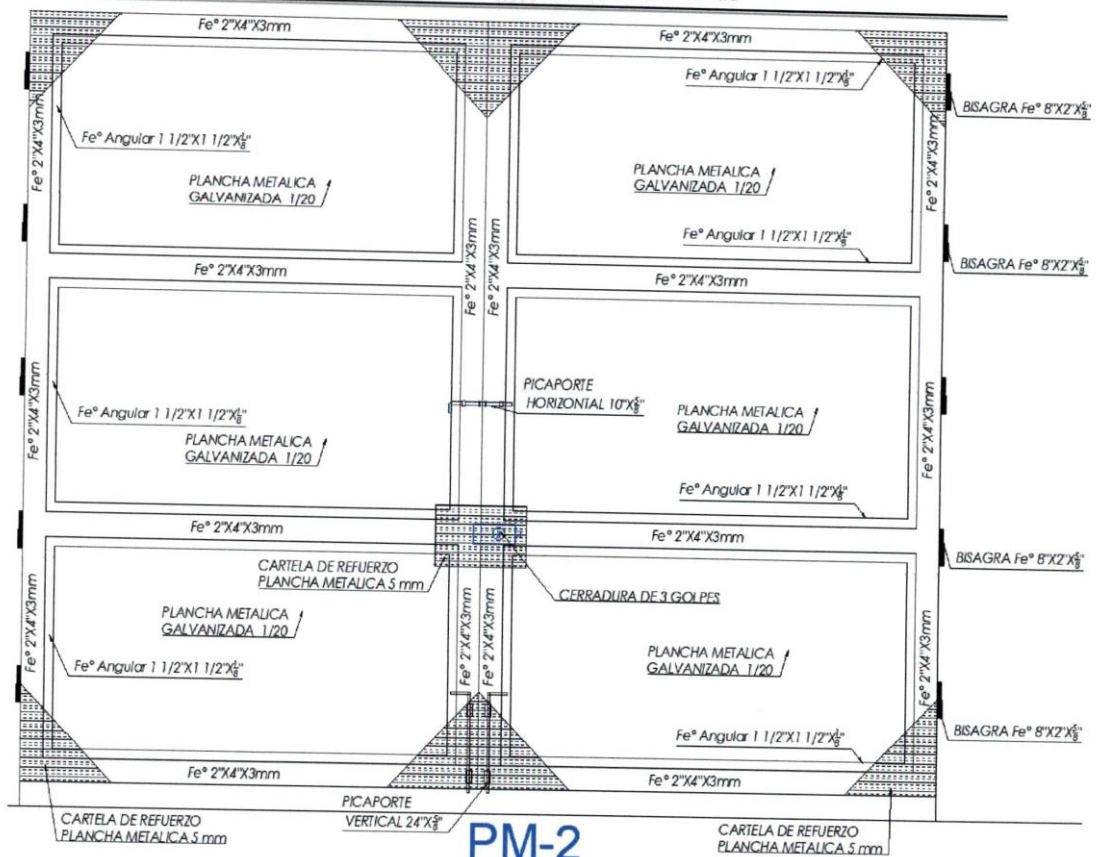 Fe° 2"X4"X3mm
Fe° 2"X4"X3mm
Fe° Angular 1 1/2"X1 1/2"X1/8"
BISAGRA Fe° 8"X2"X5/8"
Fe° 2"X4"X3mm
Fe° Angular 1 1/2"X1 1/2"X1/8"
PLANCHA METALICA
GALVANIZADA 1/20
PLANCHA METALICA
GALVANIZADA 1/20
Fe° 2"X4"X3mm
Fe° 2"X4"X3mm
Fe° 2"X4"X3mm
Fe° Angular 1 1/2"X1 1/2"X1/8"
BISAGRA Fe° 8"X2"X5/8"
Fe° 2"X4"X3mm
Fe° 2"X4"X3mm
Fe° 2"X4"X3mm
Fe° Angular 1 1/2"X1 1/2"X1/8"
PLANCHA METALICA
GALVANIZADA 1/20
PICAPORTE
HORIZONTAL 10"X5/8"
PLANCHA METALICA
GALVANIZADA 1/20
Fe° 2"X4"X3mm
Fe° Angular 1 1/2"X1 1/2"X1/8"
Fe° 2"X4"X3mm
Fe° 2"X4"X3mm
BISAGRA Fe° 8"X2"X5/8"
CARTELA DE REFUERZO
PLANCHA METALICA 5 mm
CERRADURA DE 3 GOLPES
Fe° 2"X4"X3mm
PLANCHA METALICA
GALVANIZADA 1/20
Fe° Angular 1 1/2"X1 1/2"X1/8"
Fe° 2"X4"X3mm
Fe° 2"X4"X3mm
PLANCHA METALICA
GALVANIZADA 1/20
Fe° 2"X4"X3mm
Fe° Angular 1 1/2"X1 1/2"X1/8"
BISAGRA Fe° 8"X2"X5/8"
Fe° 2"X4"X3mm
Fe° 2"X4"X3mm
CARTELA DE REFUERZO
PLANCHA METALICA 5 mm
PICAPORTE
VERTICAL 24"X5/8"
CARTELA DE REFUERZO
PLANCHA METALICA 5 mm
PM-2